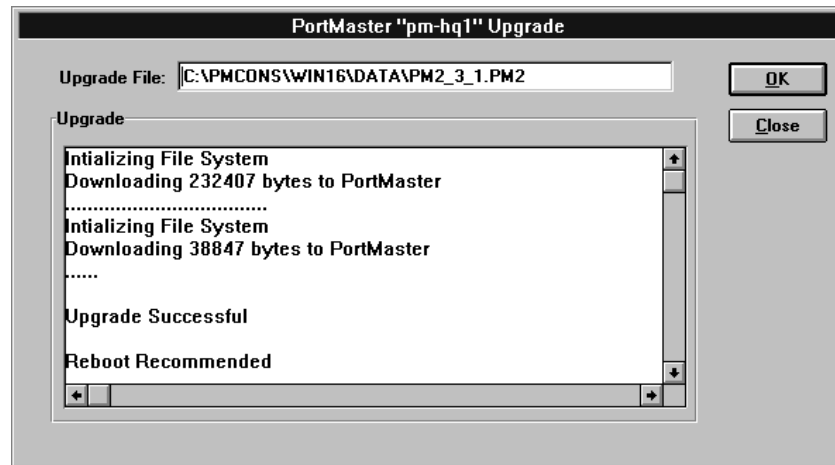 PortMaster "pm-hq1" Upgrade
Upgrade File: C:\PMCONS\WIN16\DATA\PM2_3_1.PM2
OK
Close
Upgrade
Intializing File System
Downloading 232407 bytes to PortMaster
..................................
Intializing File System
Downloading 38847 bytes to PortMaster
......
Upgrade Successful
Reboot Recommended